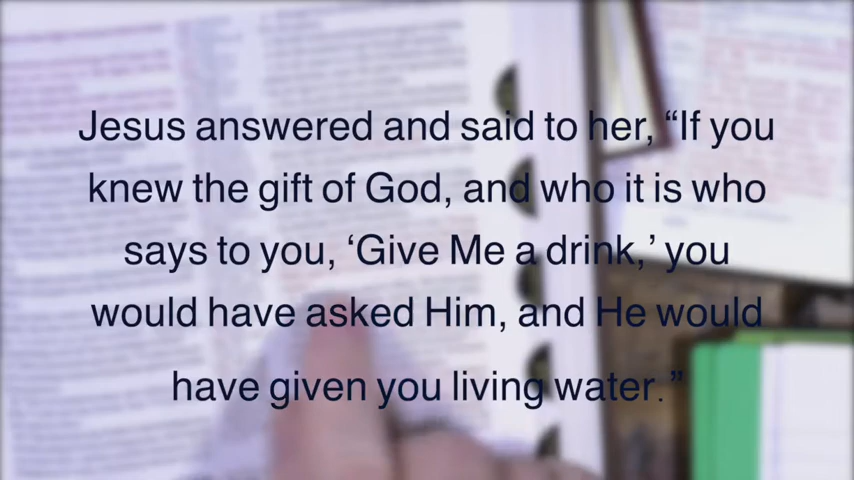 Jesus answered and said to her, “If you
knew the gift of God, and who it is who
says to you, ‘Give Me a drink,’ you
would have asked Him, and He would
have given you living water.”